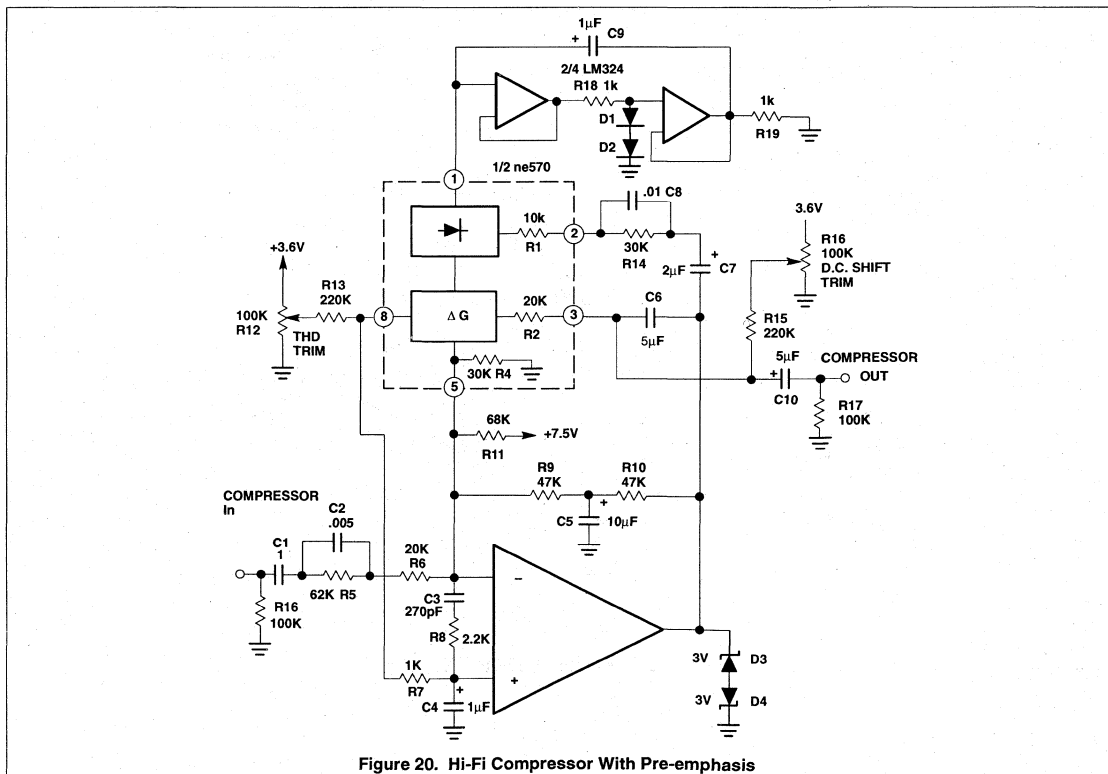 1µF
+ C9
2/4 LM324
R18 1k
D1
D2
1k
R19
1/2 ne570
1
10k
R1
2
.01 C8
30K
R14
+
2µF C7
3.6V
R16
100K
D.C. SHIFT
TRIM
+3.6V
R13
220K
100K
R12
THD
TRIM
8
ΔG
20K
R2
3
C6
5µF
R15
220K
30K R4
5
5µF
+
C10
COMPRESSOR
OUT
R17
100K
68K
R11
+7.5V
R9
47K
R10
47K
+
C5 10µF
COMPRESSOR
In
C2
.005
C1
1
62K R5
R16
100K
20K
R6
C3
270pF
R8 2.2K
1K
R7
−
+
+
C4 1µF
3V D3
3V D4
Figure 20. Hi-Fi Compressor With Pre-emphasis